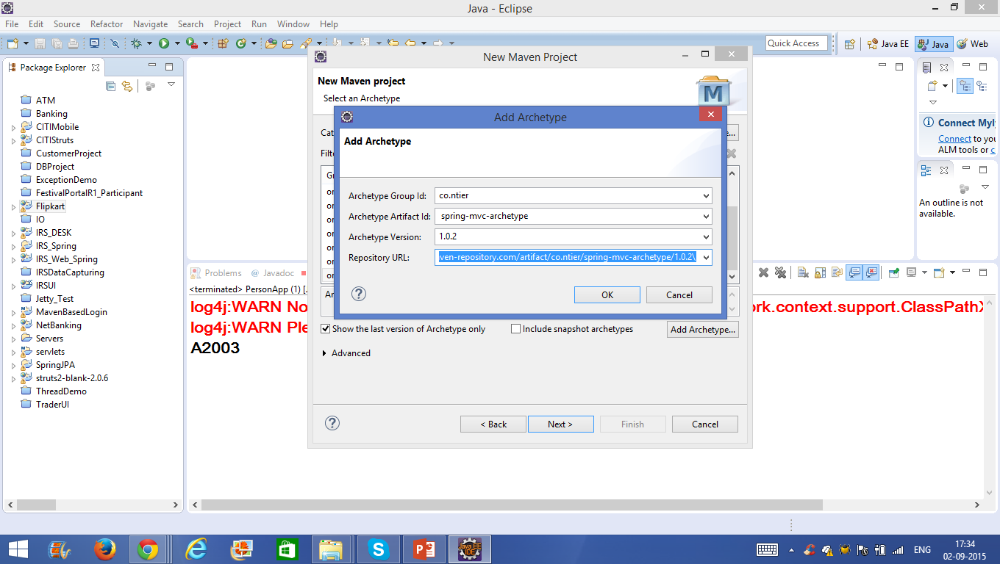 Java - Eclipse
File Edit Source Refactor Navigate Search Project Run Window Help
Quick Access
Java EE
Java
Web
Package Explorer
ATM
Banking
CITIMobile
CITIStruts
CustomerProject
DBProject
ExceptionDemo
FestivalPortalR1_Participant
Flipkart
IO
IRS_DESK
IRS_Spring
IRS_Web_Spring
IRSDataCapturing
IRSUI
Jetty_Test
MavenBasedLogin
NetBanking
Servers
servlets
SpringJPA
struts2-blank-2.0.6
ThreadDemo
TraderUI
New Maven Project
New Maven project
Select an Archetype
M
Cat
Filte
e...
Gr
or
or
or
or
or
or
or
Ar
Add Archetype
Add Archetype
Archetype Group Id: co.ntier
Archetype Artifact Id: spring-mvc-archetype
Archetype Version: 1.0.2
Repository URL: ven-repository.com/artifact/co.ntier/spring-mvc-archetype/1.0.2\
?
OK
Cancel
Show the last version of Archetype only
Include snapshot archetypes
Add Archetype...
Advanced
?
< Back
Next >
Finish
Cancel
Problems
@ Javadoc
<terminated> PersonApp (1) [
log4j:WARN No
rk.context.support.ClassPathX
log4j:WARN Ple
A2003
Connect Myl
Connect to you
ALM tools or c
An outline is not
available.
Java EE
IDE
ENG
17:34
02-09-2015